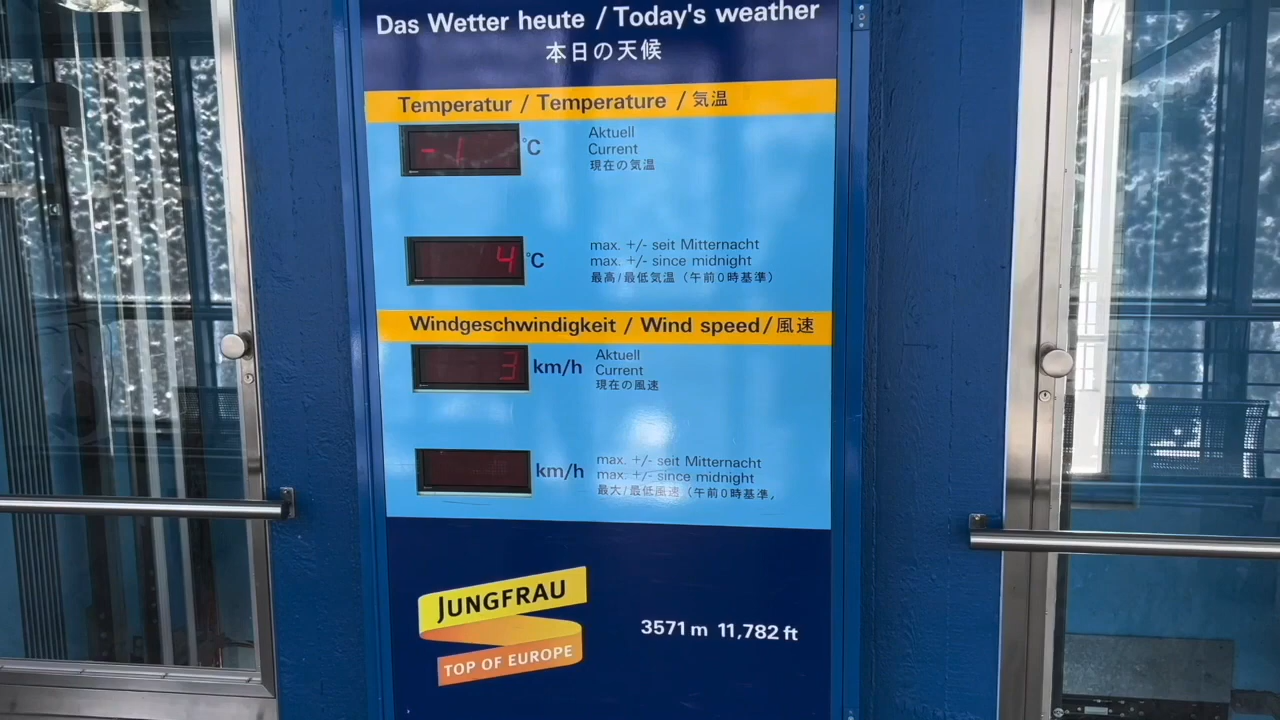 Das Wetter heute / Today's weather
本日の天候
Temperatur / Temperature / 気温
-1 °C
Aktuell
Current
現在の気温
4 °C
max. +/- seit Mitternacht
max. +/- since midnight
最高/最低気温（午前0時基準）
Windgeschwindigkeit / Wind speed/風速
3 km/h
Aktuell
Current
現在の風速
km/h
max. +/- seit Mitternacht
max. +/- since midnight
最大/最低風速（午前0時基準）
JUNGFRAU
TOP OF EUROPE
3571 m 11,782 ft